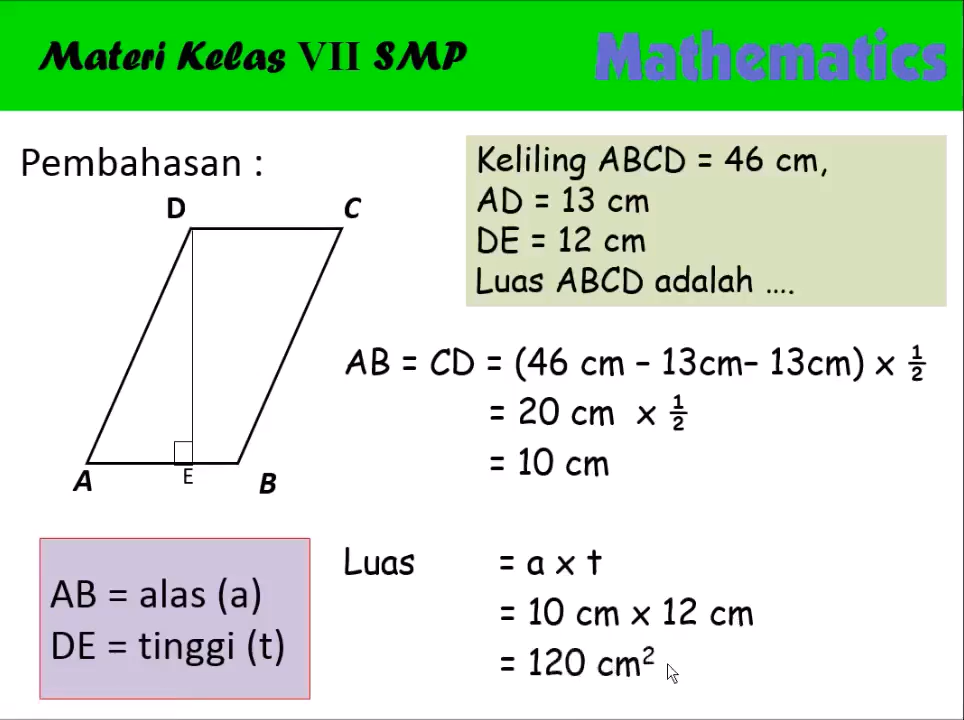 Materi Kelas VII SMP
Mathematics
Pembahasan :
D
C
A
E
B
Keliling ABCD = 46 cm,
AD = 13 cm
DE = 12 cm
Luas ABCD adalah ....
AB = CD = (46 cm – 13cm– 13cm) x ½
= 20 cm x ½
= 10 cm
AB = alas (a)
DE = tinggi (t)
Luas = a x t
= 10 cm x 12 cm
= 120 cm²